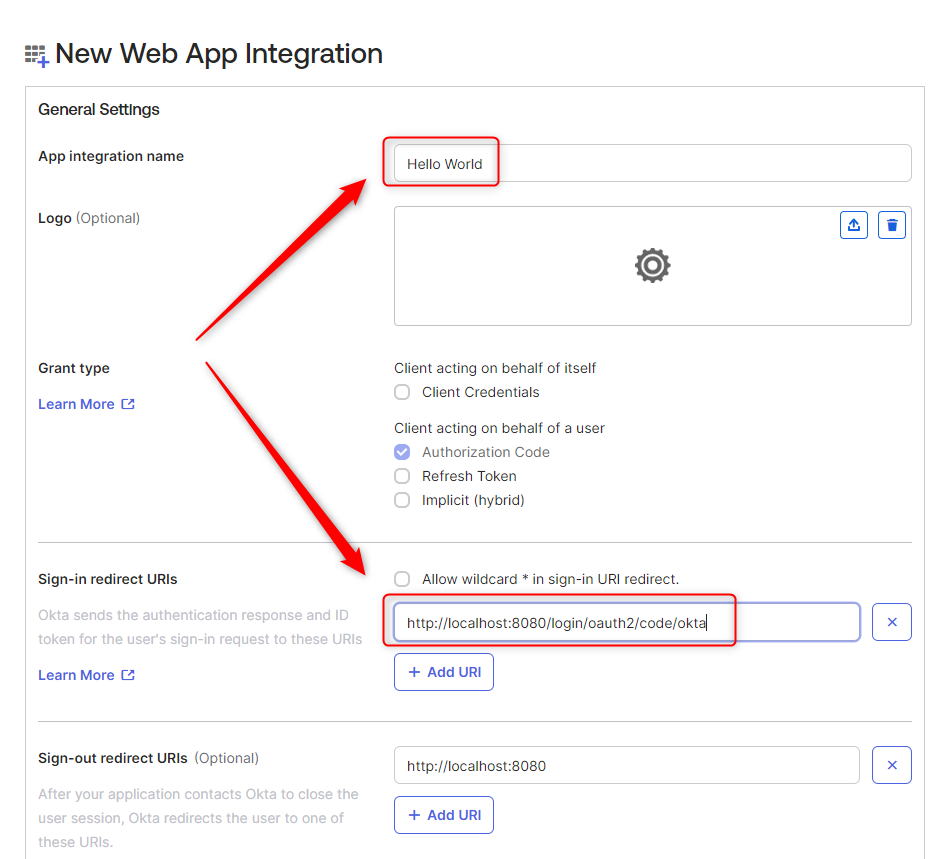 New Web App Integration
General Settings
App integration name
Hello World
Logo (Optional)
Grant type
Learn More
Client acting on behalf of itself
Client Credentials
Client acting on behalf of a user
Authorization Code
Refresh Token
Implicit (hybrid)
Sign-in redirect URIs
Okta sends the authentication response and ID
token for the user's sign-in request to these URIs
Learn More
Allow wildcard * in sign-in URI redirect.
http://localhost:8080/login/oauth2/code/okta
+ Add URI
Sign-out redirect URIs (Optional)
After your application contacts Okta to close the
user session, Okta redirects the user to one of
these URIs.
http://localhost:8080
+ Add URI